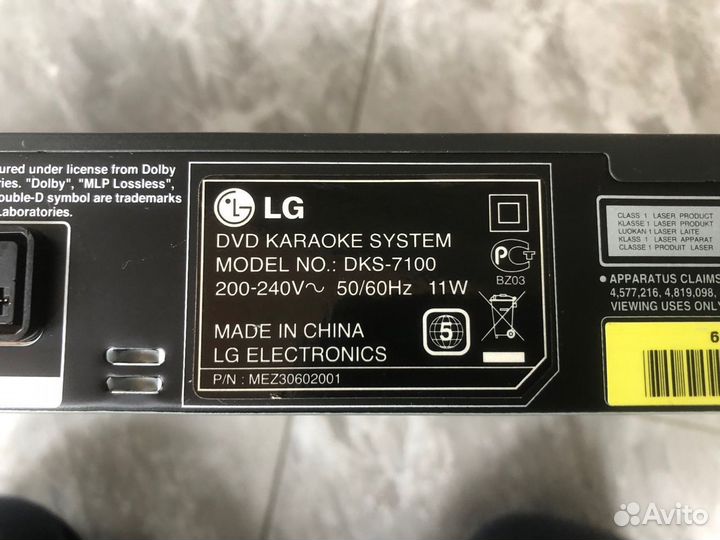 ured under license from Dolby
ries. "Dolby", "MLP Lossless",
ouble-D symbol are trademarks
Laboratories.
LG
DVD KARAOKE SYSTEM
MODEL NO.: DKS-7100
200-240V~ 50/60Hz 11W
MADE IN CHINA
LG ELECTRONICS
P/N : MEZ30602001
PCT
BZ03
5
CLASS 1 LASER PRODUCT
KLASSE 1 LASER PRODUKT
LUOKAN 1 LASER LAITE
KLASS 1 LASER APPARAT
CLASSE 1 PRODUIT LASER
• APPARATUS CLAIMS
4,577,216, 4,819,098,
VIEWING USES ONLY
6
Avito